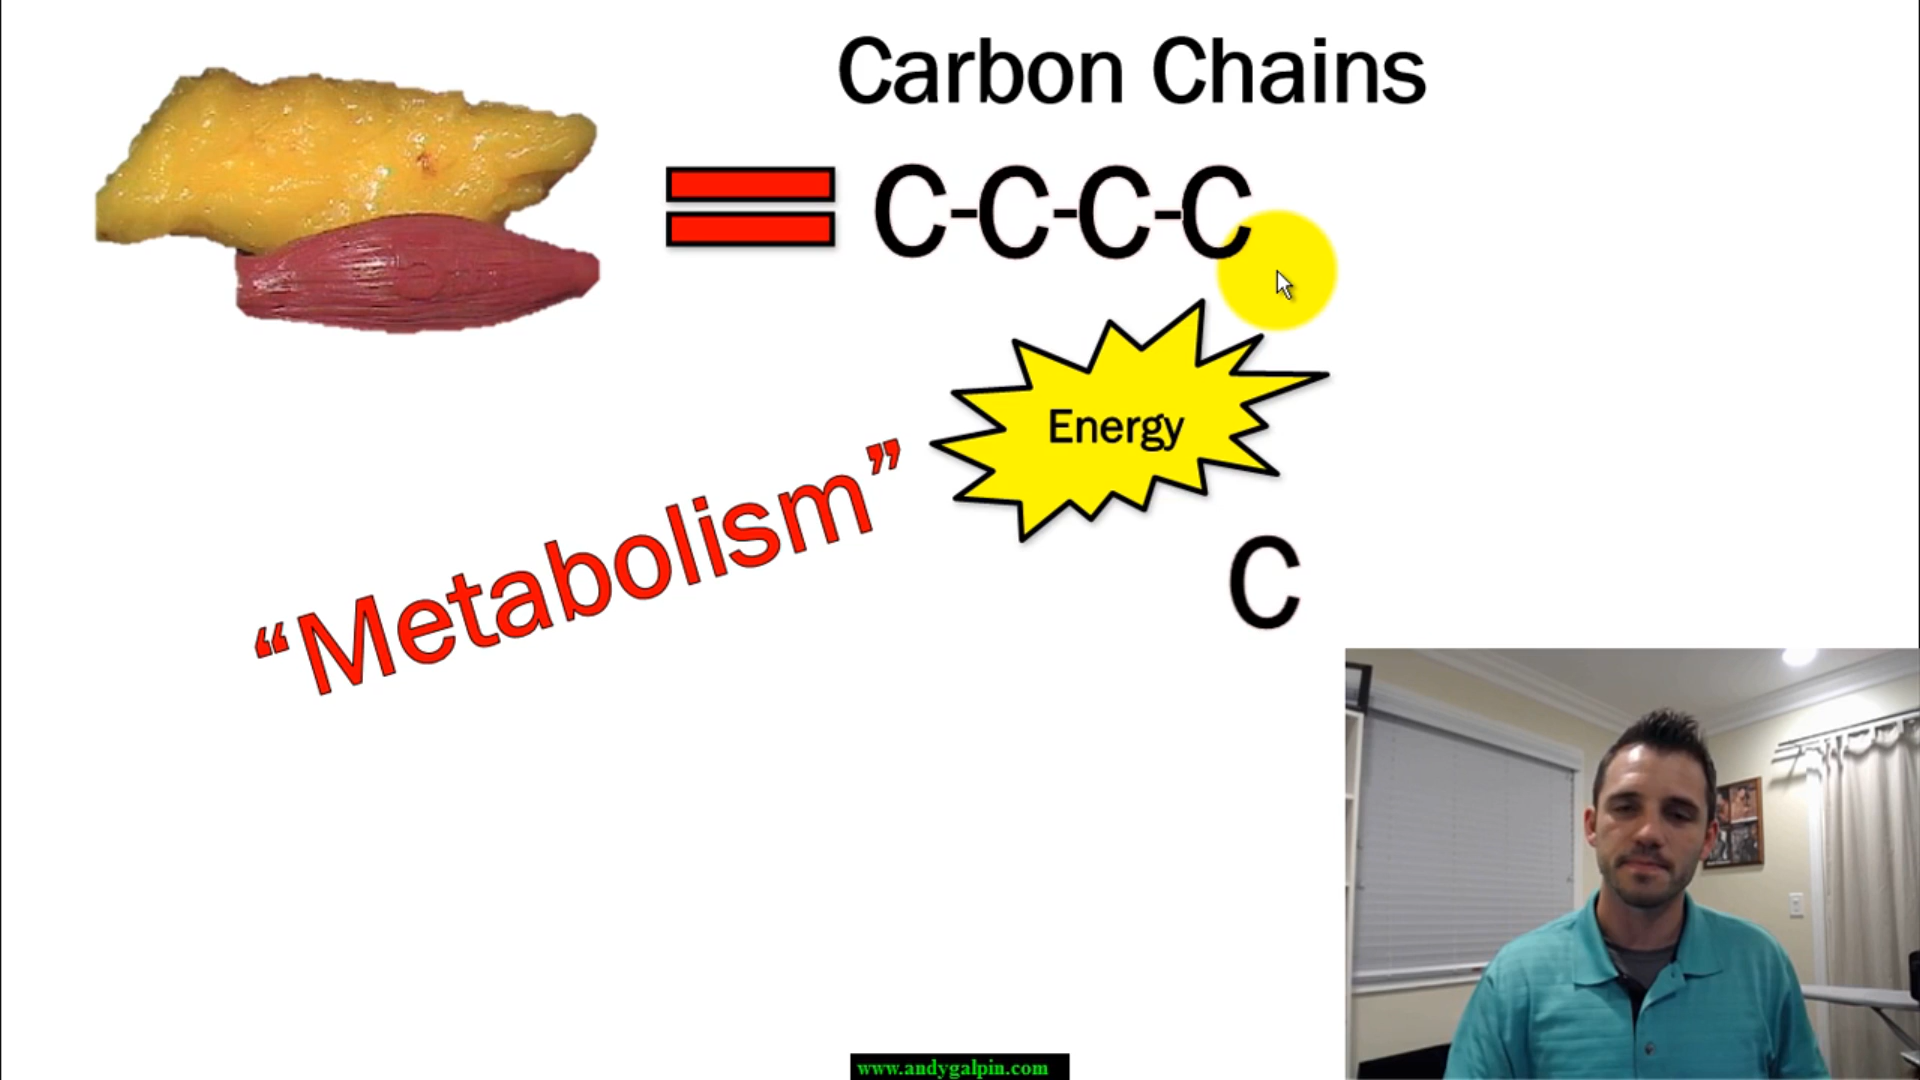 Carbon Chains
C-C-C-C
Energy
“Metabolism”
C
www.andygalpin.com